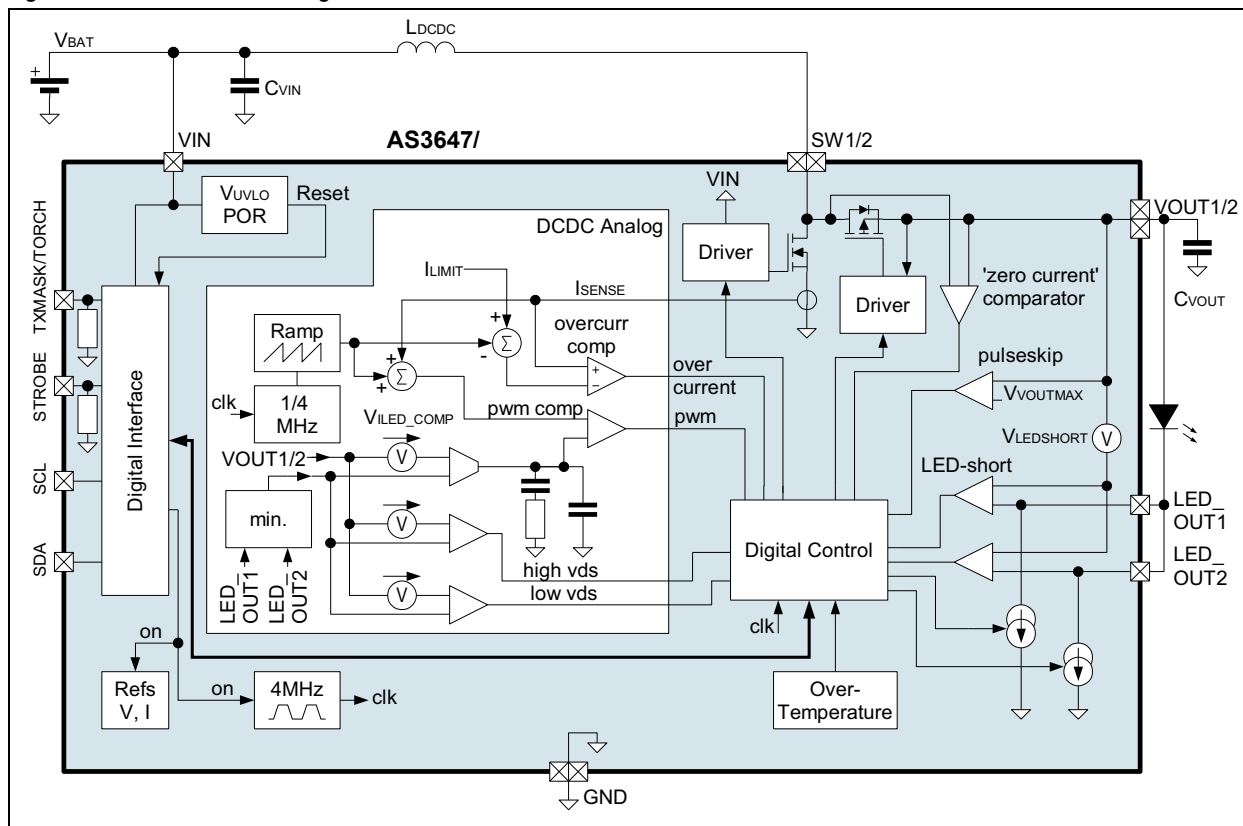 VBAT
LDCDC
+
CVIN
VIN
AS3647/
SW1/2
VUVLO
POR
Reset
VIN
VOUT1/2
DCDC Analog
Driver
TXMASK/TORCH
ILIMIT
ISENSE
Driver
'zero current'
comparator
CVOUT
Ramp
+
-
Σ
overcurr
comp
+
+
Σ
+
−
over
current
pulseskip
STROBE
Digital Interface
clk
1/4
MHz
VVOUTMAX
VILED_COMP
pwm comp
pwm
VLEDSHORT
V
VOUT1/2
V
LED-short
SCL
LED_
OUT1
min.
V
Digital Control
SDA
LED_
OUT2
high vds
LED_
OUT1
LED_
OUT2
V
low vds
clk
on
Refs
V, I
on
4MHz
clk
Over-
Temperature
GND